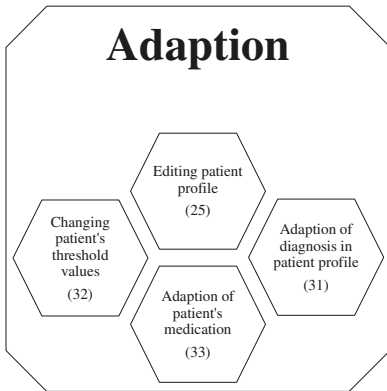 Adaption
Editing patient
profile
(25)
Changing
patient's
threshold
values
(32)
Adaption of
diagnosis in
patient profile
(31)
Adaption of
patient's
medication
(33)